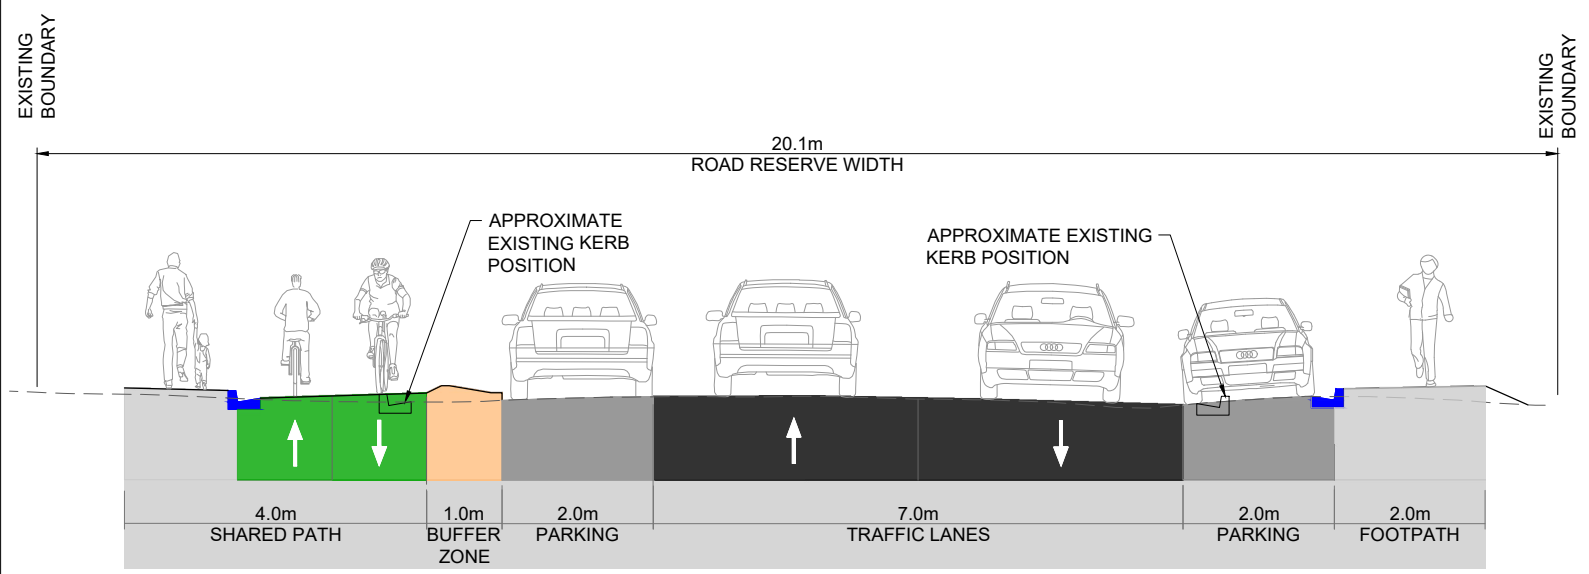 EXISTING
BOUNDARY
EXISTING
BOUNDARY
20.1m
ROAD RESERVE WIDTH
APPROXIMATE
EXISTING KERB
POSITION
APPROXIMATE EXISTING
KERB POSITION
4.0m
SHARED PATH
1.0m
BUFFER
ZONE
2.0m
PARKING
7.0m
TRAFFIC LANES
2.0m
PARKING
2.0m
FOOTPATH